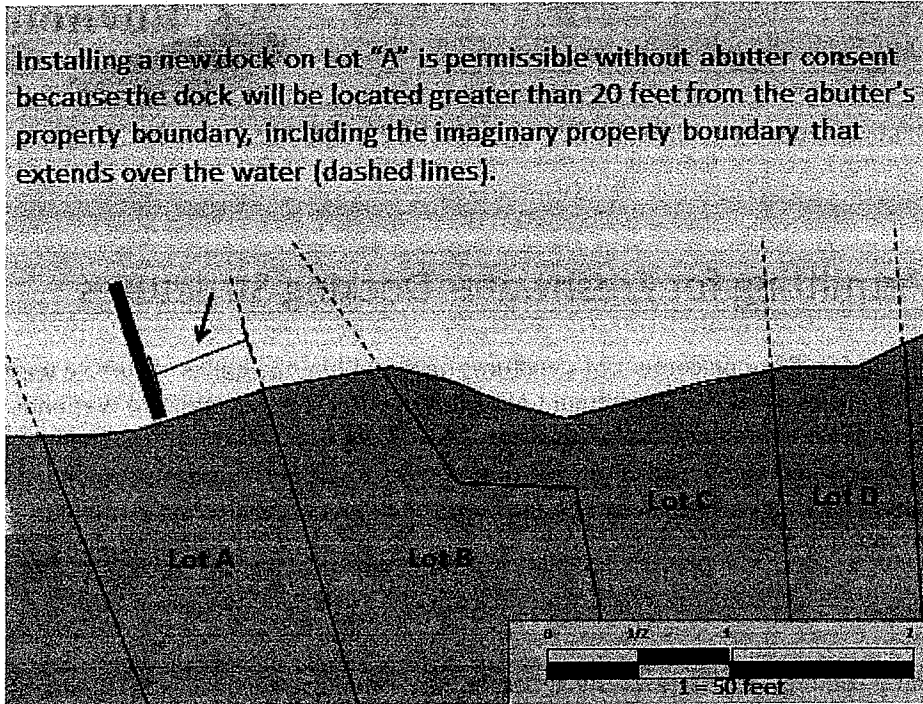 Installing a new dock on Lot "A" is permissible without abutter consent
because the dock will be located greater than 20 feet from the abutter's
property boundary, including the imaginary property boundary that
extends over the water (dashed lines).
Lot C
Lot D
Lot A
Lot B
0 1/2 1 2
1 = 50 feet